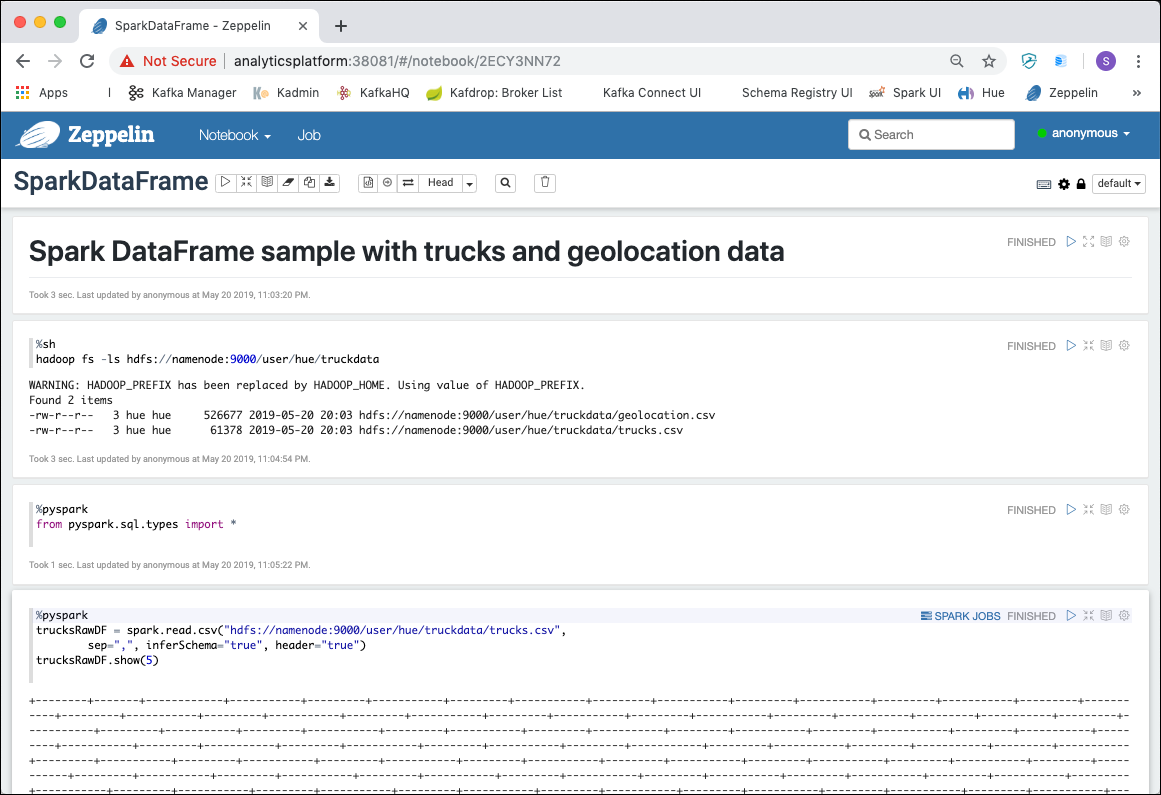 SparkDataFrame - Zeppelin
Not Secure | analyticsplatform:38081/#/notebook/2ECY3NN72
S
Apps
Kafka Manager
Kadmin
KafkaHQ
Kafdrop: Broker List
Kafka Connect UI
Schema Registry UI
Spark UI
Hue
Zeppelin
»
Zeppelin
Notebook
Job
Search
anonymous
SparkDataFrame
Head
default
Spark DataFrame sample with trucks and geolocation data
FINISHED
Took 3 sec. Last updated by anonymous at May 20 2019, 11:03:20 PM.
%sh
FINISHED
hadoop fs -ls hdfs://namenode:9000/user/hue/truckdata
WARNING: HADOOP_PREFIX has been replaced by HADOOP_HOME. Using value of HADOOP_PREFIX.
Found 2 items
-rw-r--r--   3 hue hue     526677 2019-05-20 20:03 hdfs://namenode:9000/user/hue/truckdata/geolocation.csv
-rw-r--r--   3 hue hue      61378 2019-05-20 20:03 hdfs://namenode:9000/user/hue/truckdata/trucks.csv
Took 3 sec. Last updated by anonymous at May 20 2019, 11:04:54 PM.
%pyspark
FINISHED
from pyspark.sql.types import *
Took 1 sec. Last updated by anonymous at May 20 2019, 11:05:22 PM.
%pyspark
SPARK JOBS FINISHED
trucksRawDF = spark.read.csv("hdfs://namenode:9000/user/hue/truckdata/trucks.csv",
        sep=",", inferSchema="true", header="true")
trucksRawDF.show(5)